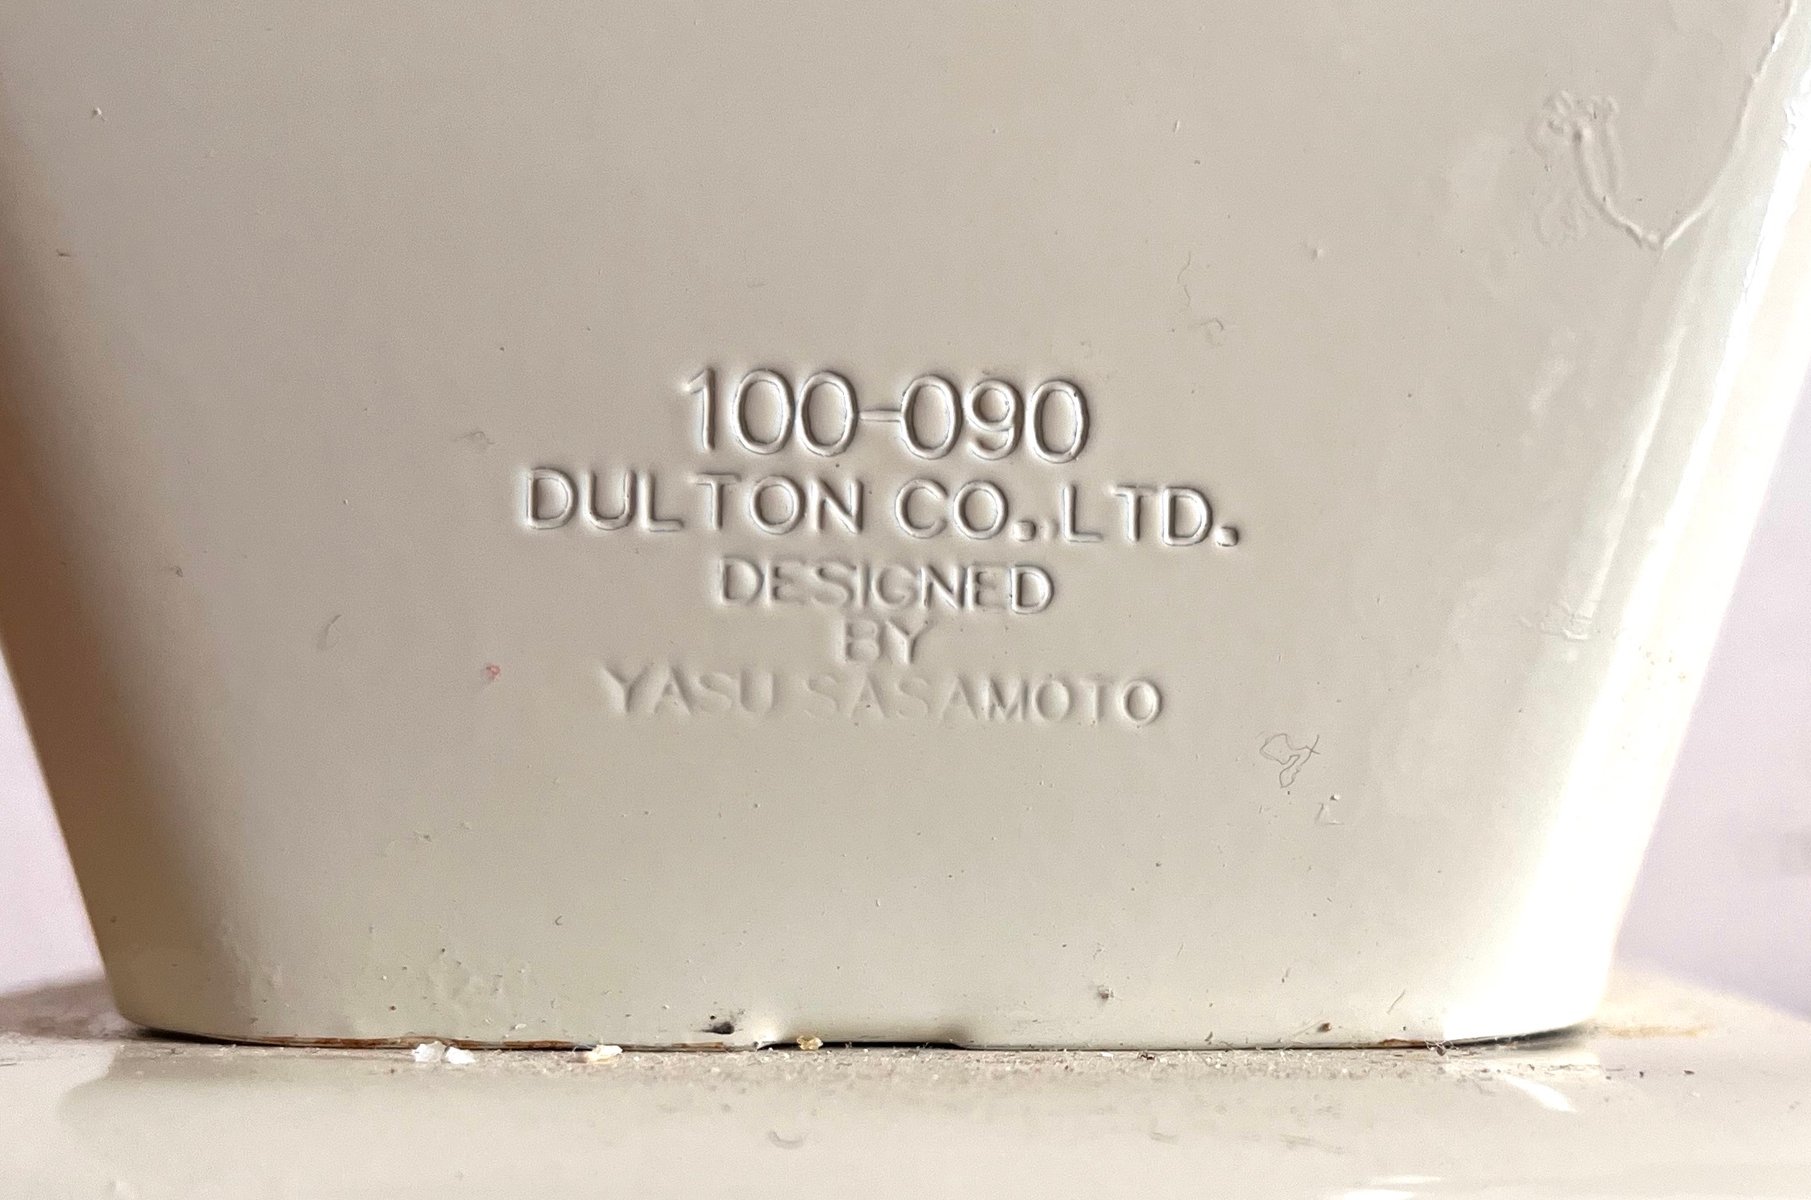 100-090
DULTON CO.,LTD.
DESIGNED
BY
YASU SASAMOTO